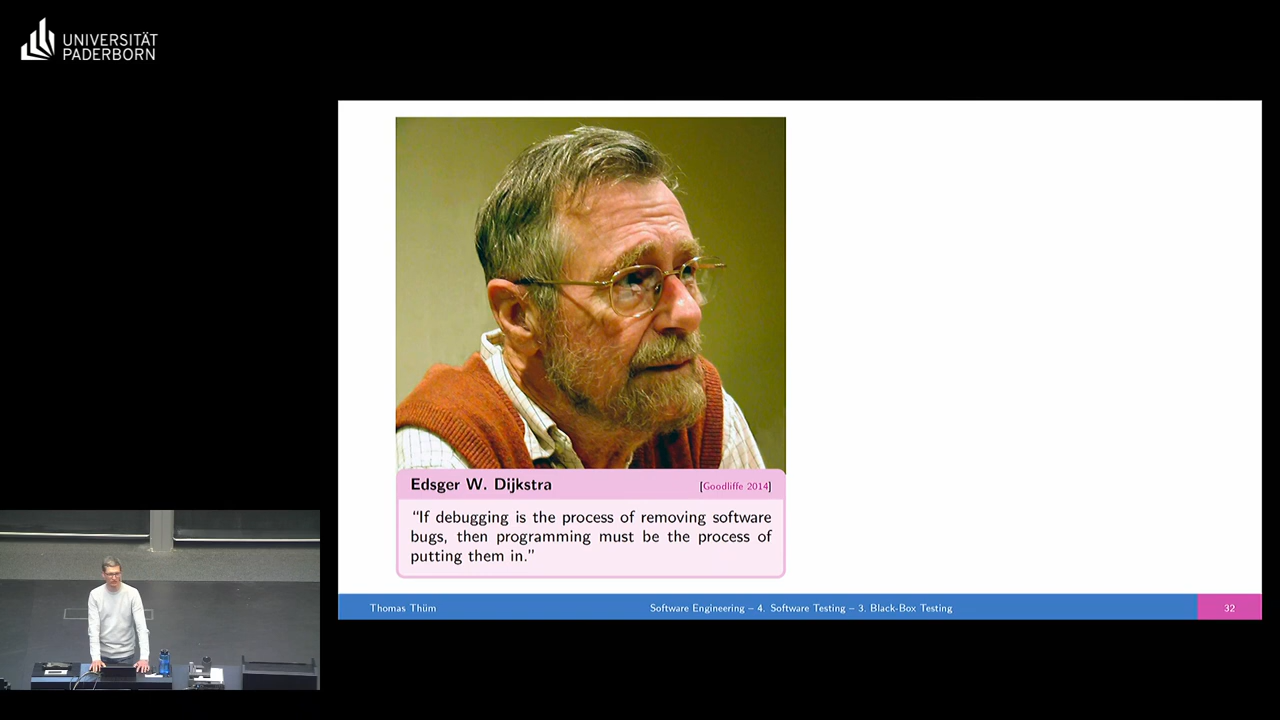 UNIVERSITÄT
PADERBORN
Edsger W. Dijkstra [Goodliffe 2014]
“If debugging is the process of removing software
bugs, then programming must be the process of
putting them in.”
Thomas Thüm Software Engineering – 4. Software Testing – 3. Black-Box Testing 32